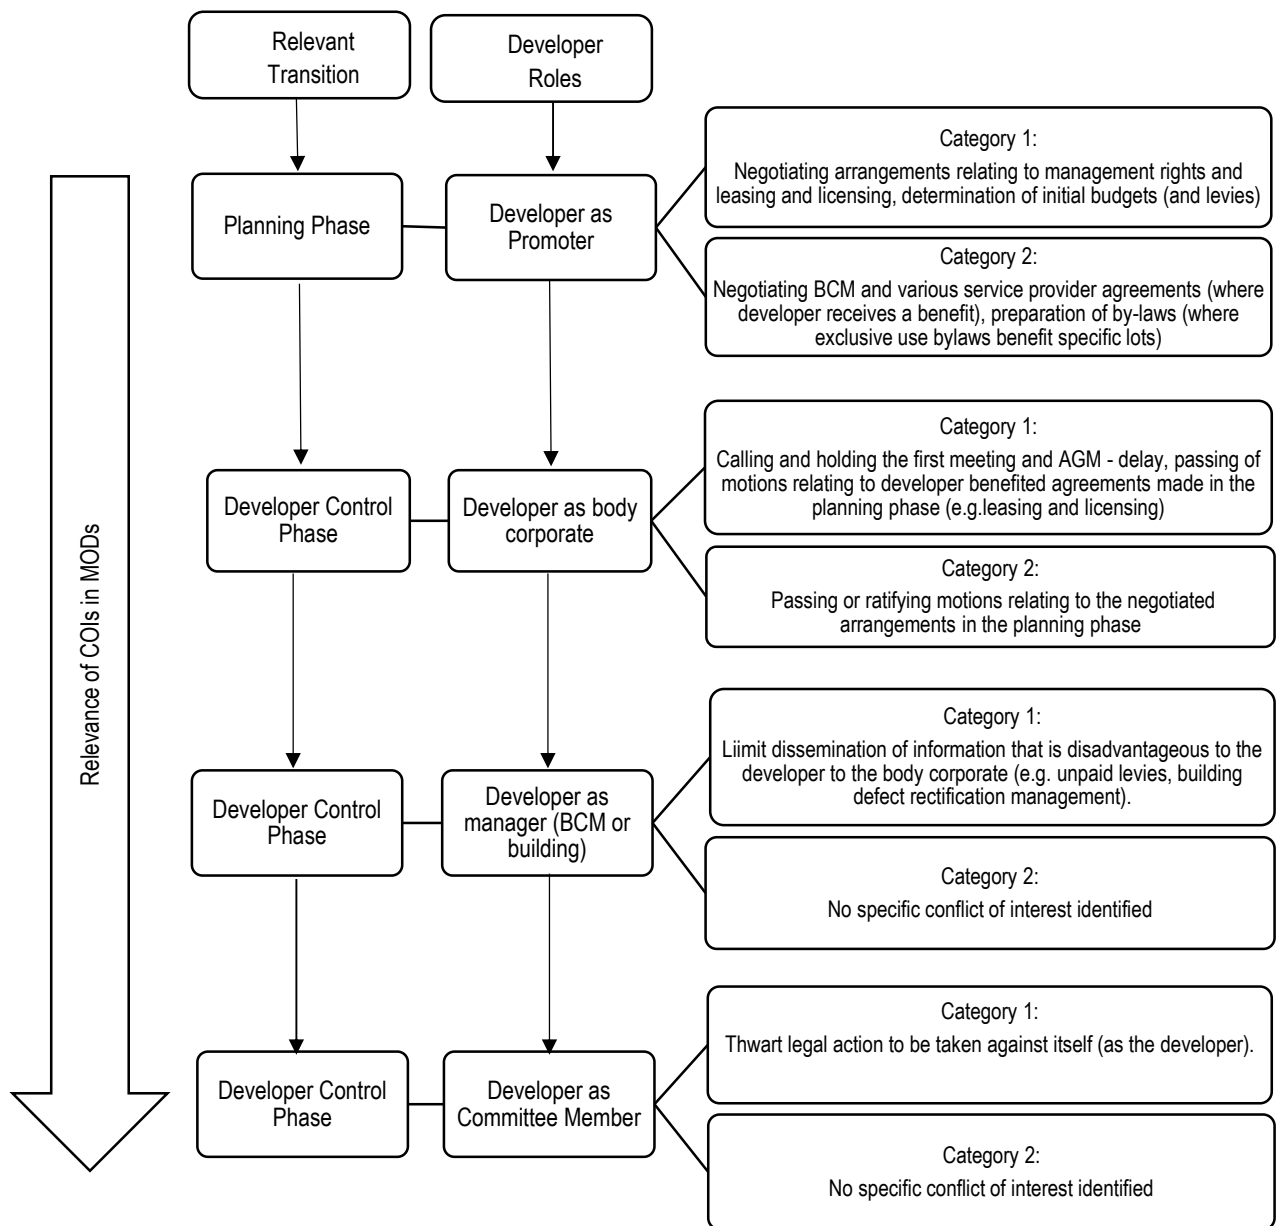 Relevant
Transition
Developer
Roles
Relevance of COIs in MODs
Planning Phase
Developer as
Promoter
Category 1:
Negotiating arrangements relating to management rights and
leasing and licensing, determination of initial budgets (and levies)
Category 2:
Negotiating BCM and various service provider agreements (where
developer receives a benefit), preparation of by-laws (where
exclusive use bylaws benefit specific lots)
Developer Control
Phase
Developer as body
corporate
Category 1:
Calling and holding the first meeting and AGM - delay, passing of
motions relating to developer benefited agreements made in the
planning phase (e.g.leasing and licensing)
Category 2:
Passing or ratifying motions relating to the negotiated
arrangements in the planning phase
Developer Control
Phase
Developer as
manager (BCM or
building)
Category 1:
Liimit dissemination of information that is disadvantageous to the
developer to the body corporate (e.g. unpaid levies, building
defect rectification management).
Category 2:
No specific conflict of interest identified
Developer Control
Phase
Developer as
Committee Member
Category 1:
Thwart legal action to be taken against itself (as the developer).
Category 2:
No specific conflict of interest identified